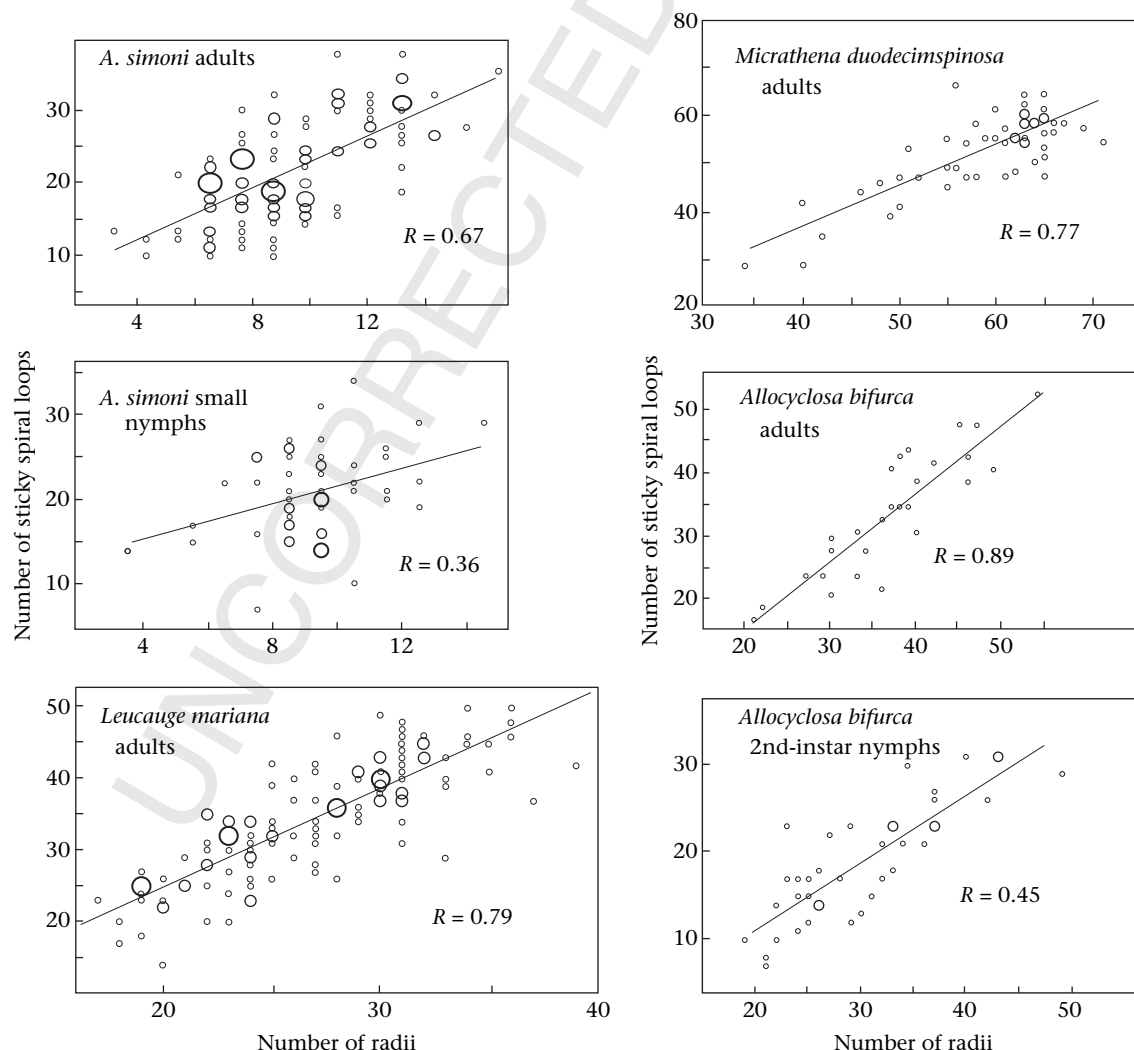 A. simoni adults
30
20
10
R = 0.67
4
8
12
80
Micrathena duodecimspinosa
adults
60
40
20
R = 0.77
30
40
50
60
70
Number of sticky spiral loops
A. simoni small
nymphs
30
20
10
R = 0.36
4
8
10
12
Number of sticky spiral loops
Allocyclosa bifurca
adults
50
40
30
20
R = 0.89
20
30
40
50
50
Leucauge mariana
adults
40
30
20
R = 0.79
20
30
40
Number of radii
Allocyclosa bifurca
2nd-instar nymphs
30
20
10
R = 0.45
20
30
40
50
Number of radii
UNCORRECTED